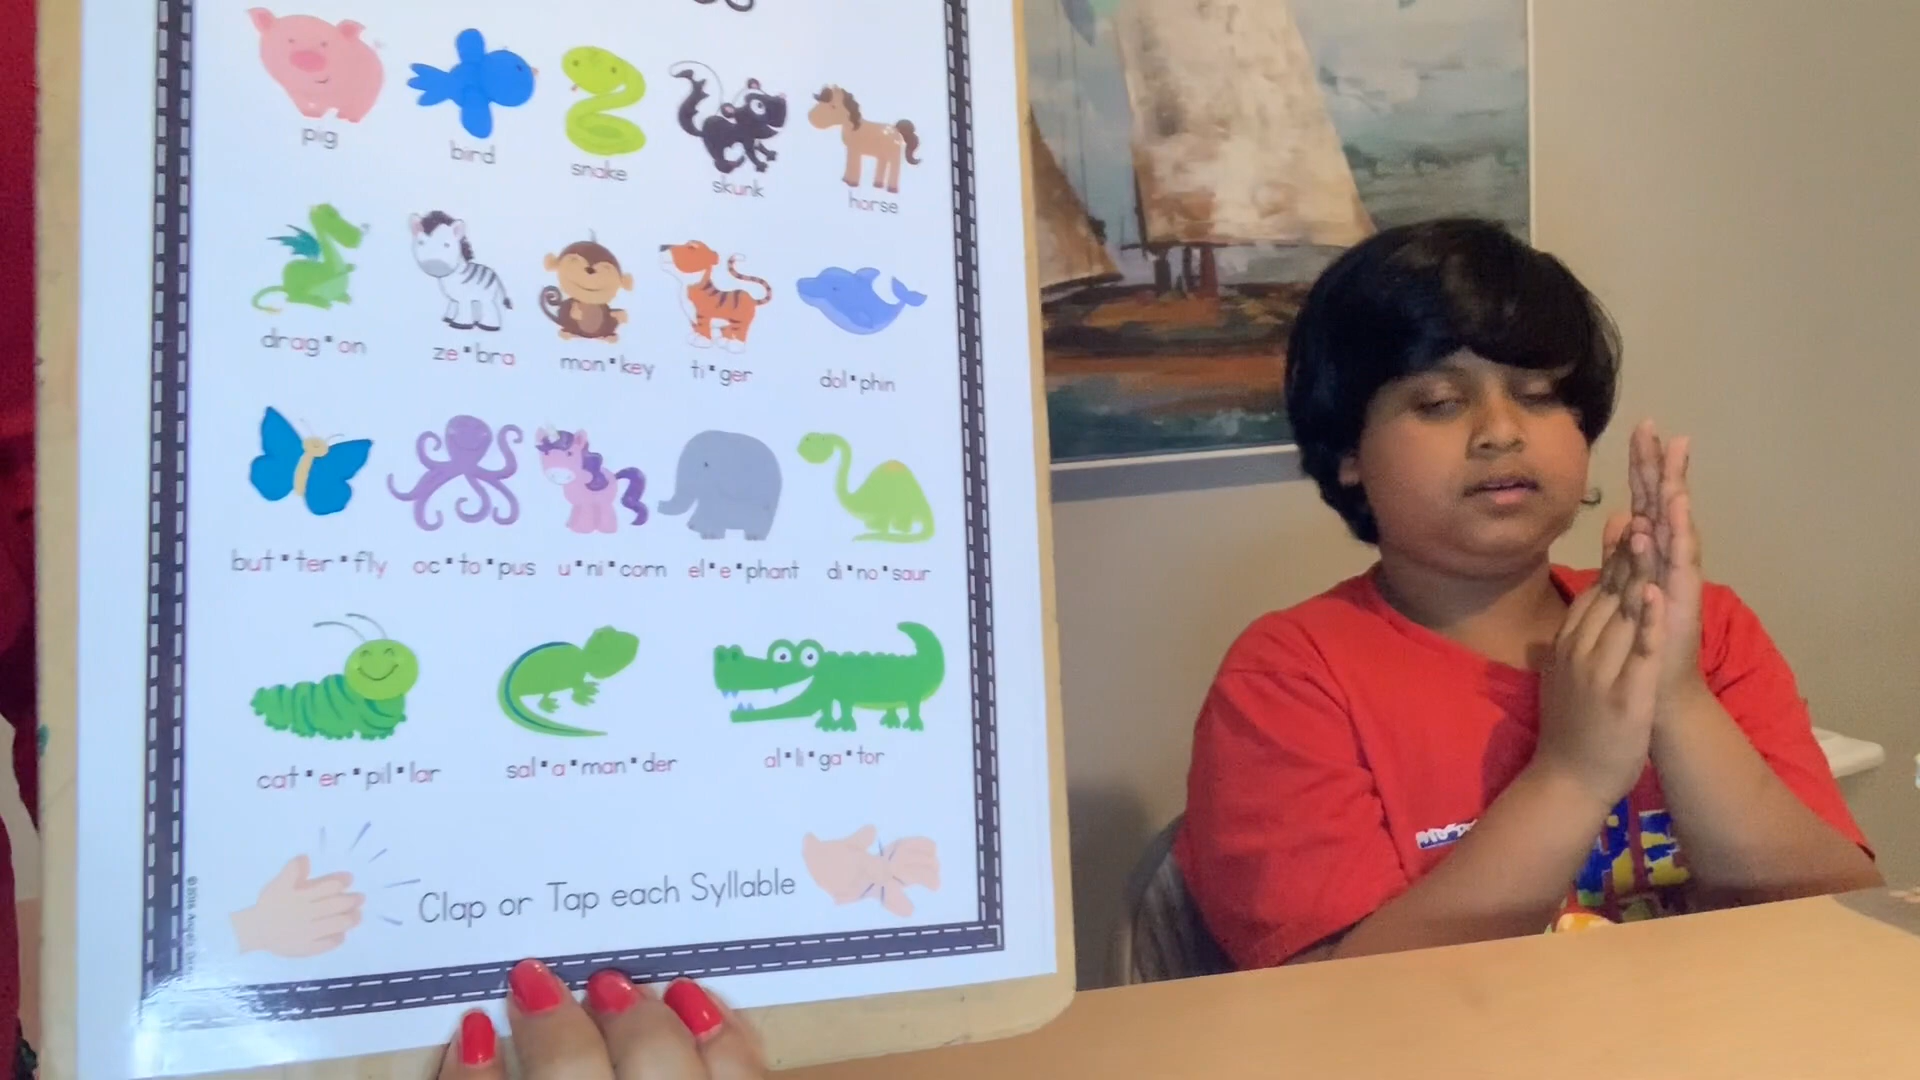 pig bird snake skunk horse
drag▪on ze▪bra mon▪key ti▪ger dol▪phin
but▪ter▪fly oc▪to▪pus u▪ni▪corn el▪e▪phant di▪no▪saur
cat▪er▪pil▪lar sal▪a▪man▪der al▪li▪ga▪tor
Clap or Tap each Syllable